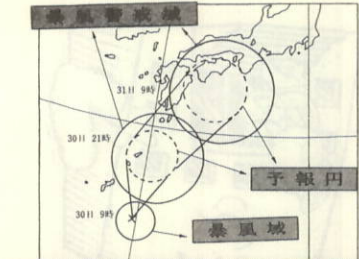 暴風警戒域
31日 9時
30日 21時
予報円
30日 9時
暴風域